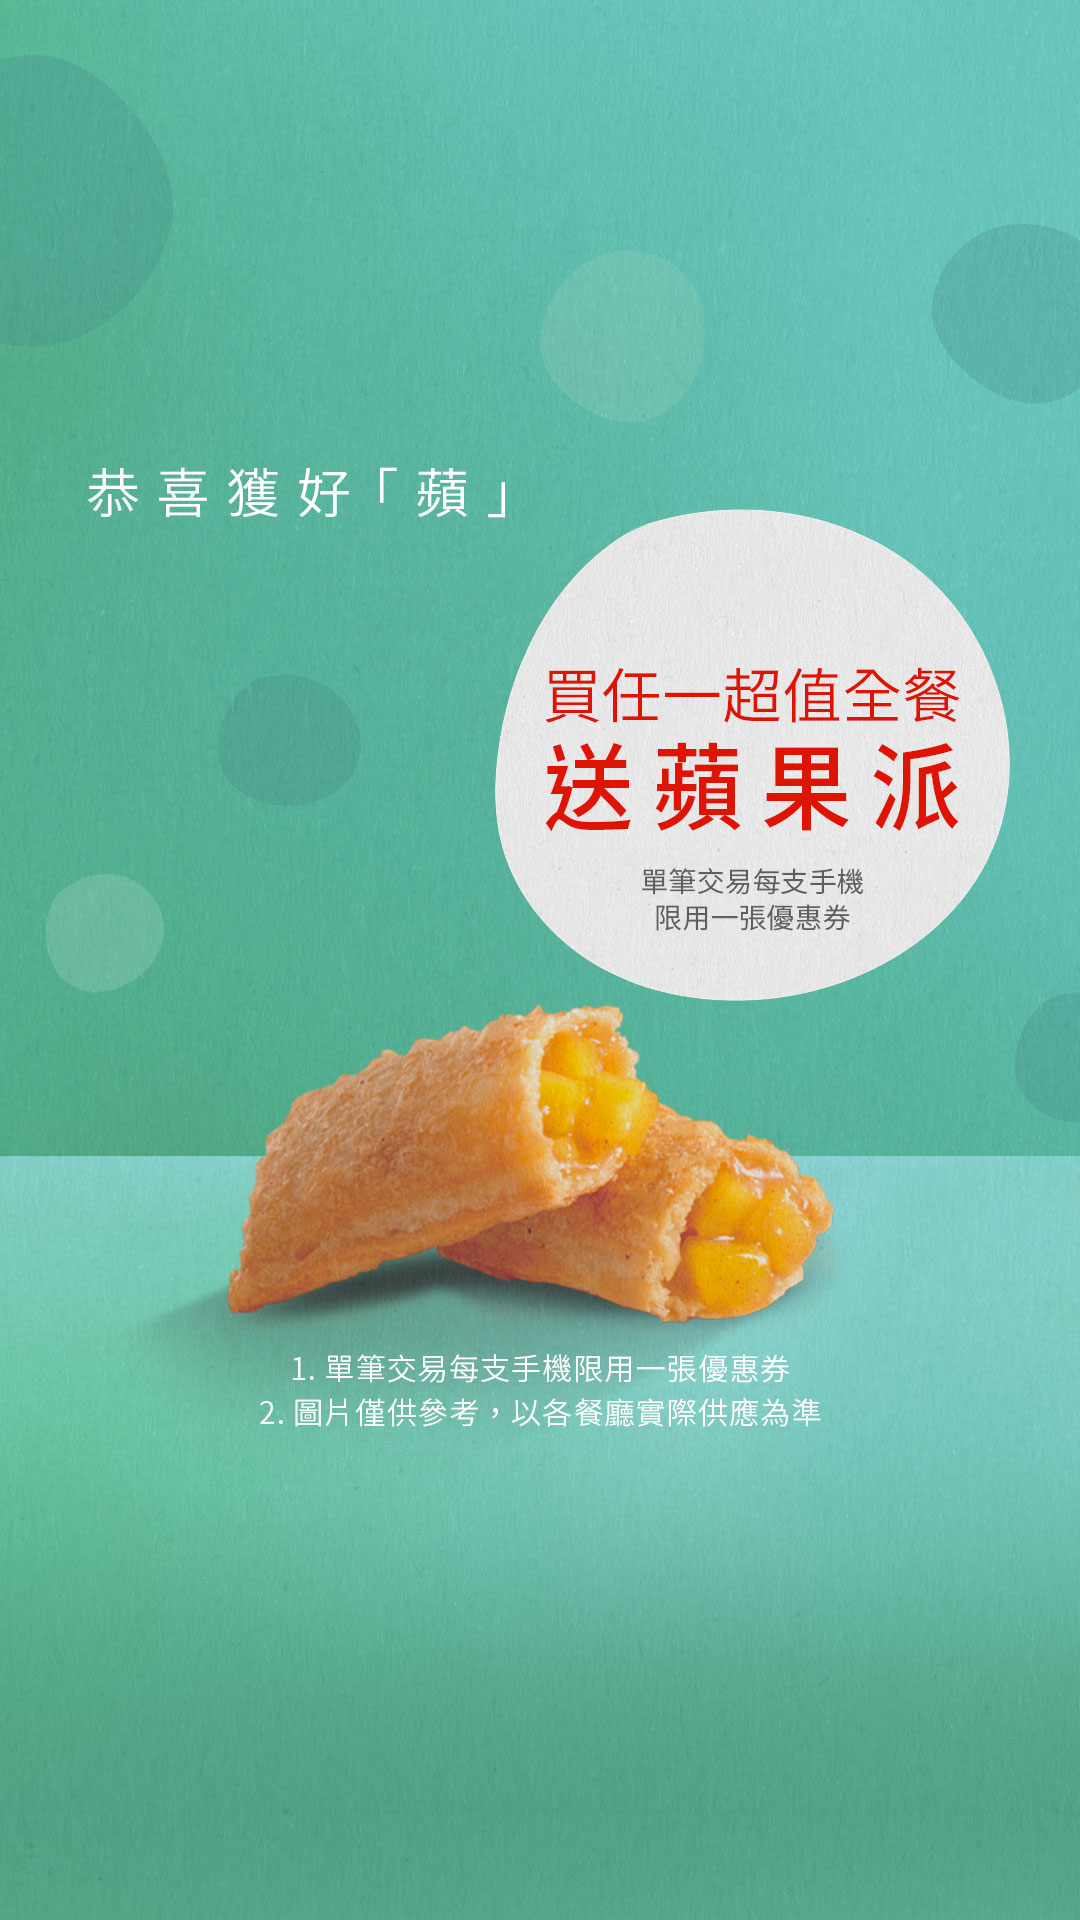 恭喜獲好「蘋」
買任一超值全餐
送蘋果派
單筆交易每支手機
限用一張優惠券
1. 單筆交易每支手機限用一張優惠券
2. 圖片僅供參考，以各餐廳實際供應為準